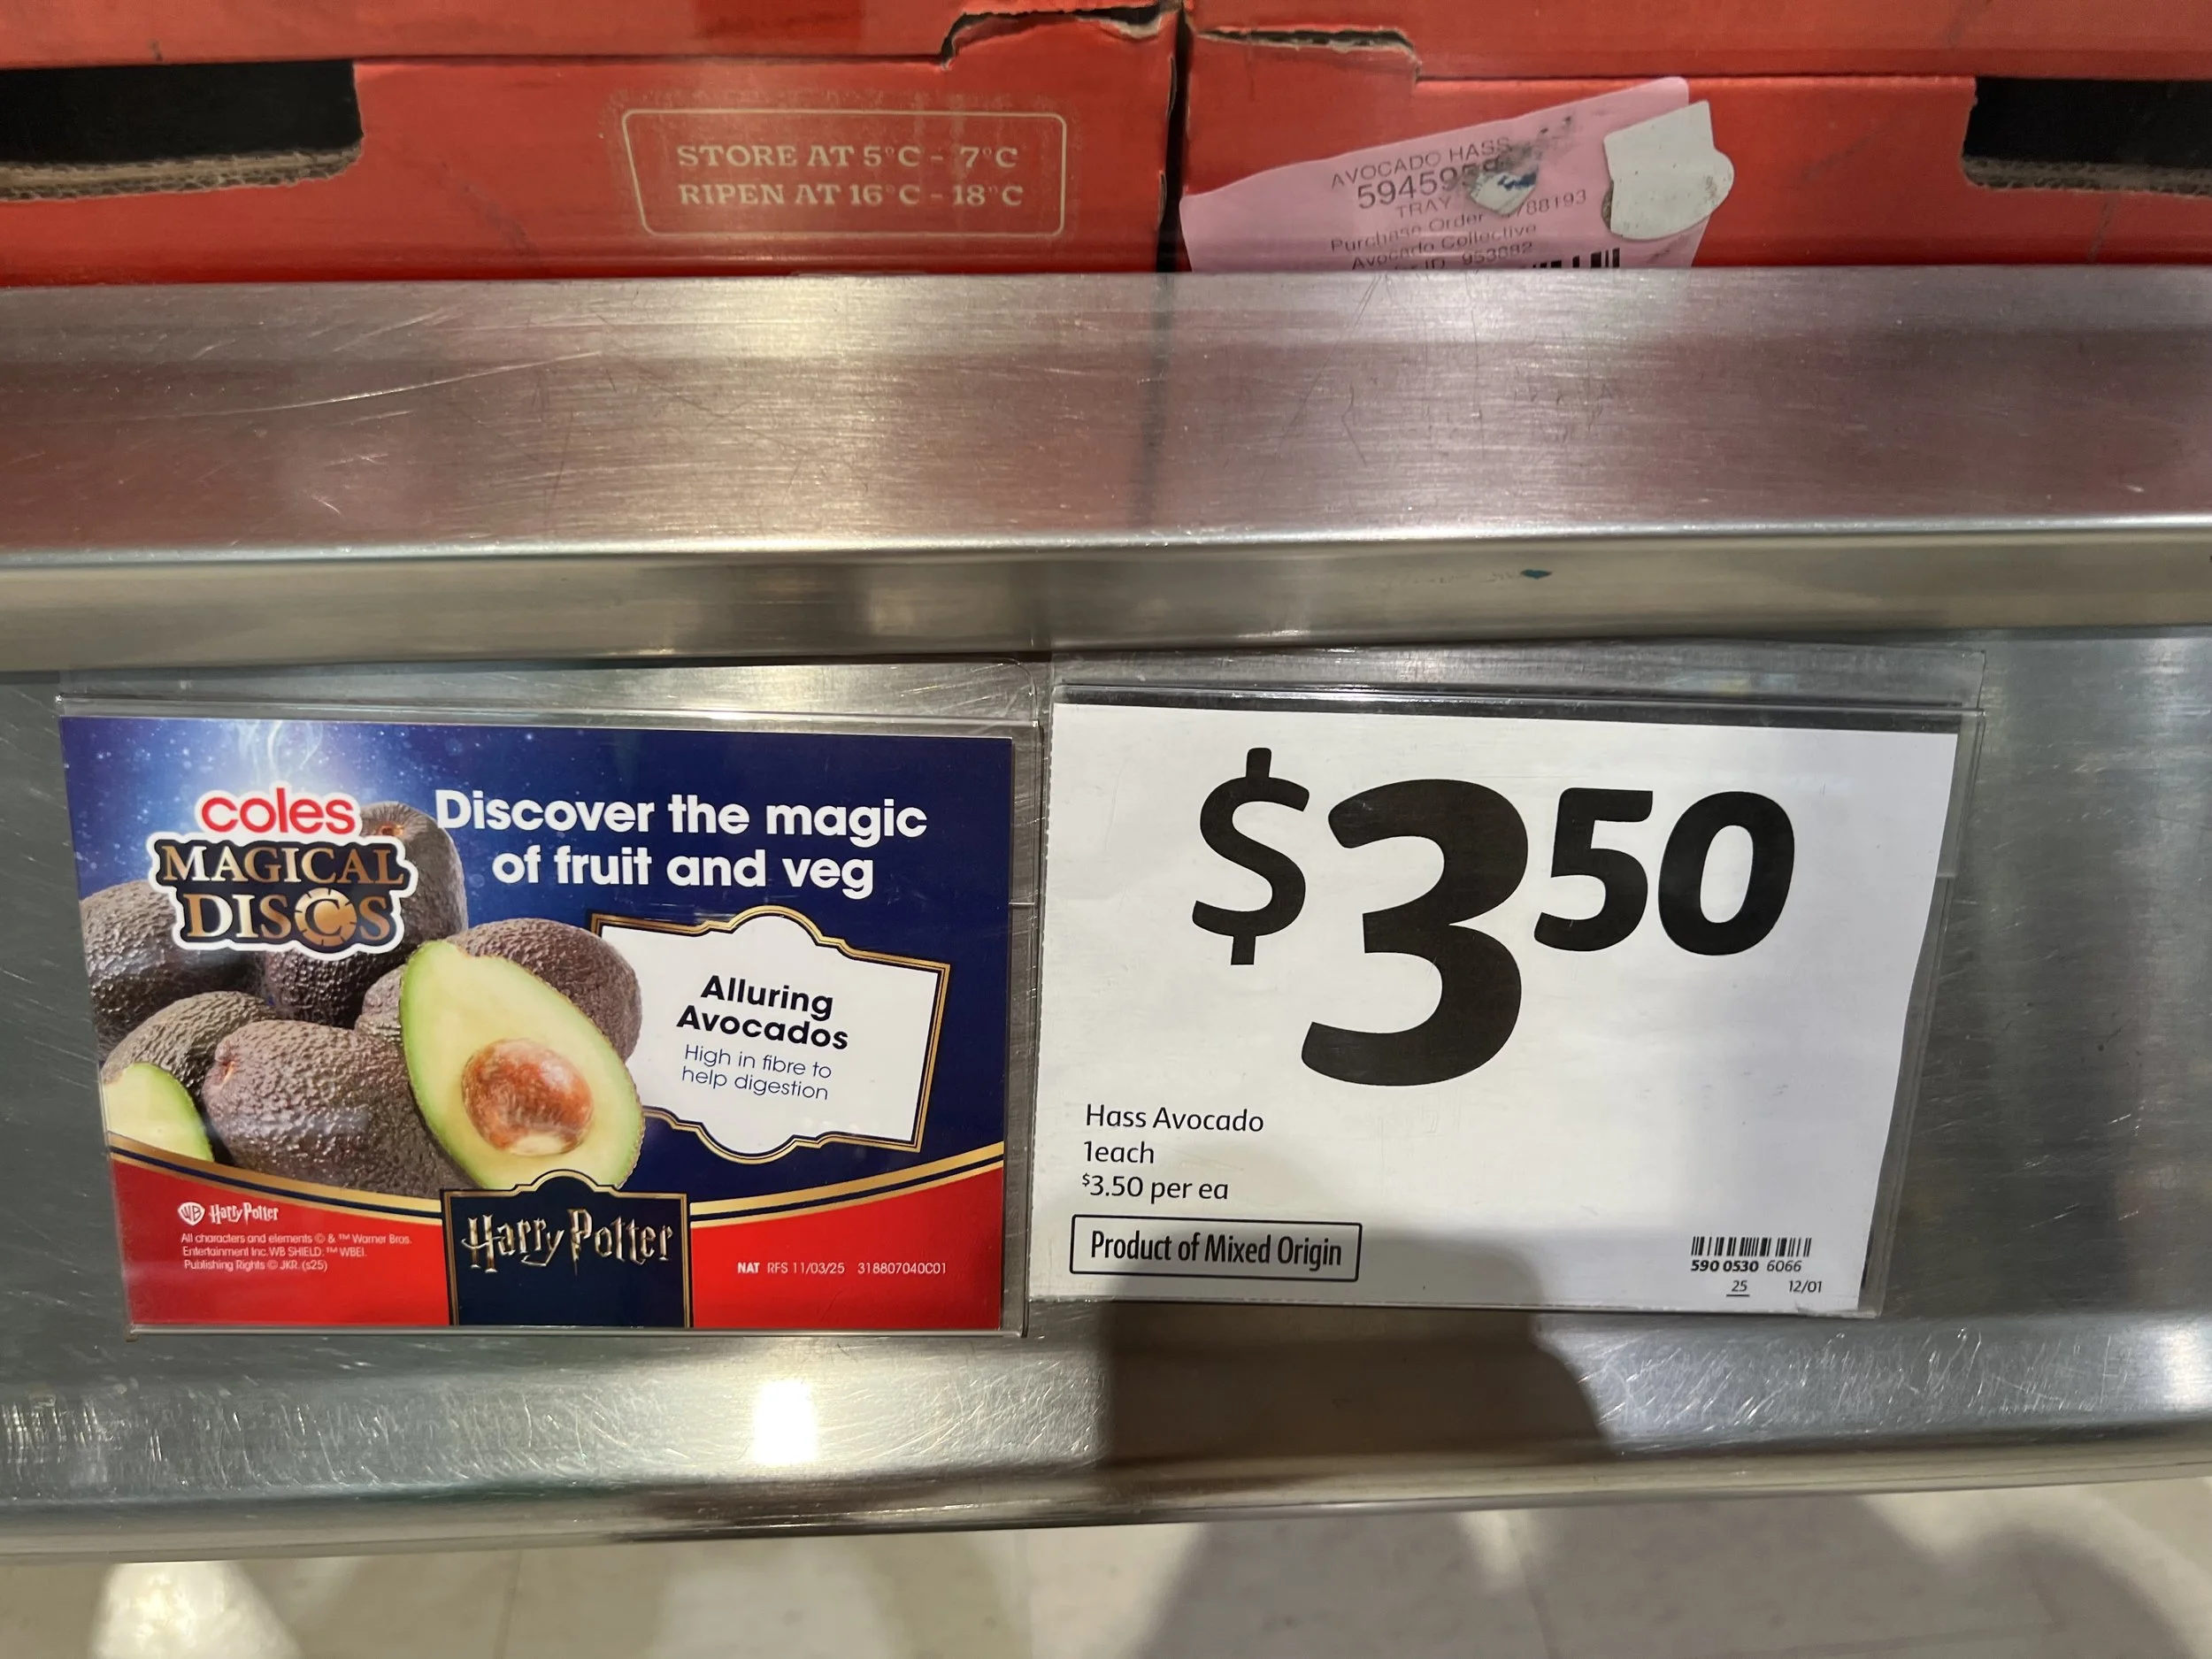 STORE AT 5°C - 7°C
RIPEN AT 16°C - 18°C
AVOCADO HASS
TRAY
Purchase Order
Avocado Collective
953082
coles
MAGICAL
DISCS
Discover the magic
of fruit and veg
Alluring
Avocados
High in fibre to
help digestion
WB Harry Potter
All characters and elements © & ™ Warner Bros.
Entertainment Inc. WB SHIELD: ™ WBEI.
Publishing Rights © JKR. (s25)
Harry Potter
NAT RFS 11/03/25 318807040C01
$3 50
Hass Avocado
1each
$3.50 per ea
Product of Mixed Origin
590 0530 6066
25 12/01